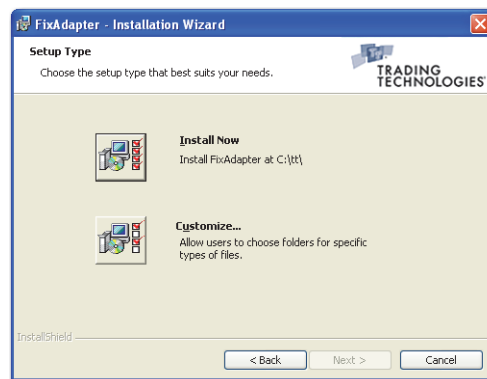 FixAdapter - Installation Wizard
Setup Type
Choose the setup type that best suits your needs.
TRADING
TECHNOLOGIES
Install Now
Install FixAdapter at C:\tt\
Customize...
Allow users to choose folders for specific
types of files.
InstallShield
< Back
Next >
Cancel